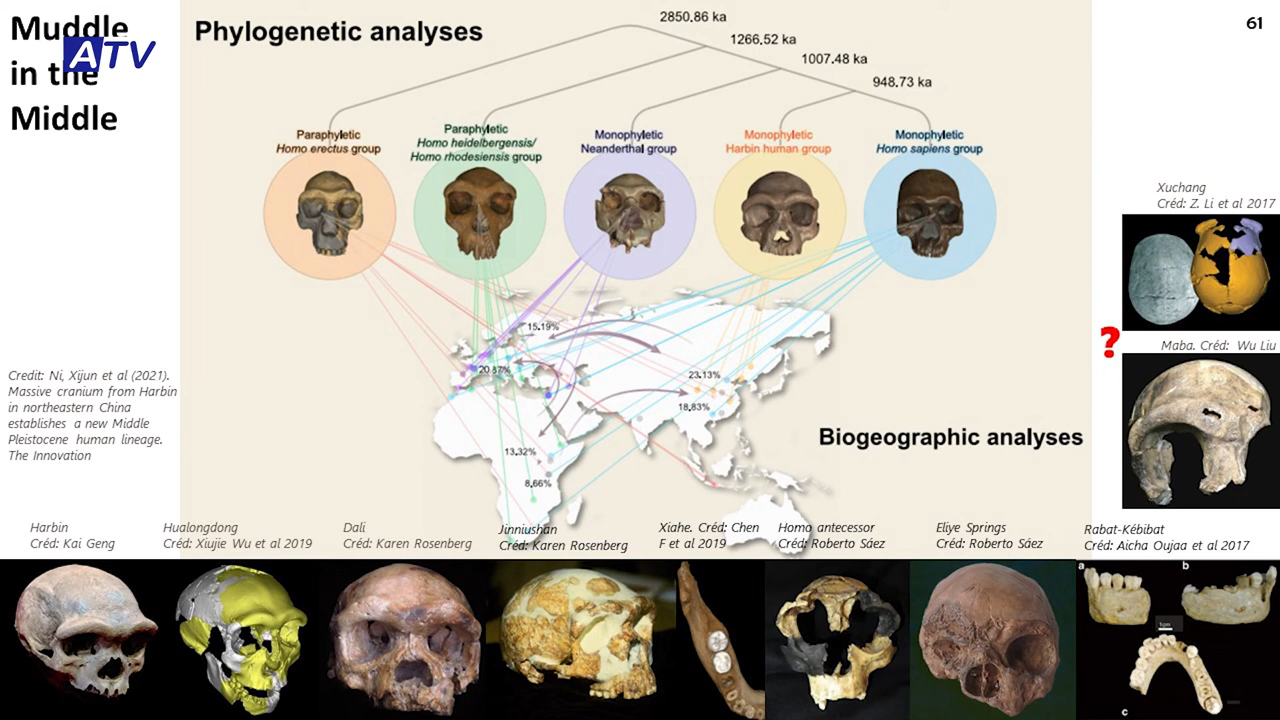 Muddle
in the
Middle
ATV
Phylogenetic analyses
2850.86 ka
1266.52 ka
1007.48 ka
948.73 ka
61
Paraphyletic
Homo erectus group
Paraphyletic
Homo heidelbergensis/
Homo rhodesiensis group
Monophyletic
Neanderthal group
Monophyletic
Harbin human group
Monophyletic
Homo sapiens group
Xuchang
Créd: Z. Li et al 2017
?
Maba. Créd: Wu Liu
15.19%
20.87%
23.13%
18.83%
13.32%
8.66%
Biogeographic analyses
Credit: Ni, Xijun et al (2021).
Massive cranium from Harbin
in northeastern China
establishes a new Middle
Pleistocene human lineage.
The Innovation
Harbin
Créd: Kai Geng
Hualongdong
Créd: Xiujie Wu et al 2019
Dali
Créd: Karen Rosenberg
Jinniushan
Créd: Karen Rosenberg
Xiahe. Créd: Chen
F et al 2019
Homo antecessor
Créd: Roberto Sáez
Eliye Springs
Créd: Roberto Sáez
Rabat-Kébibat
Créd: Aicha Oujaa et al 2017
a
b
c